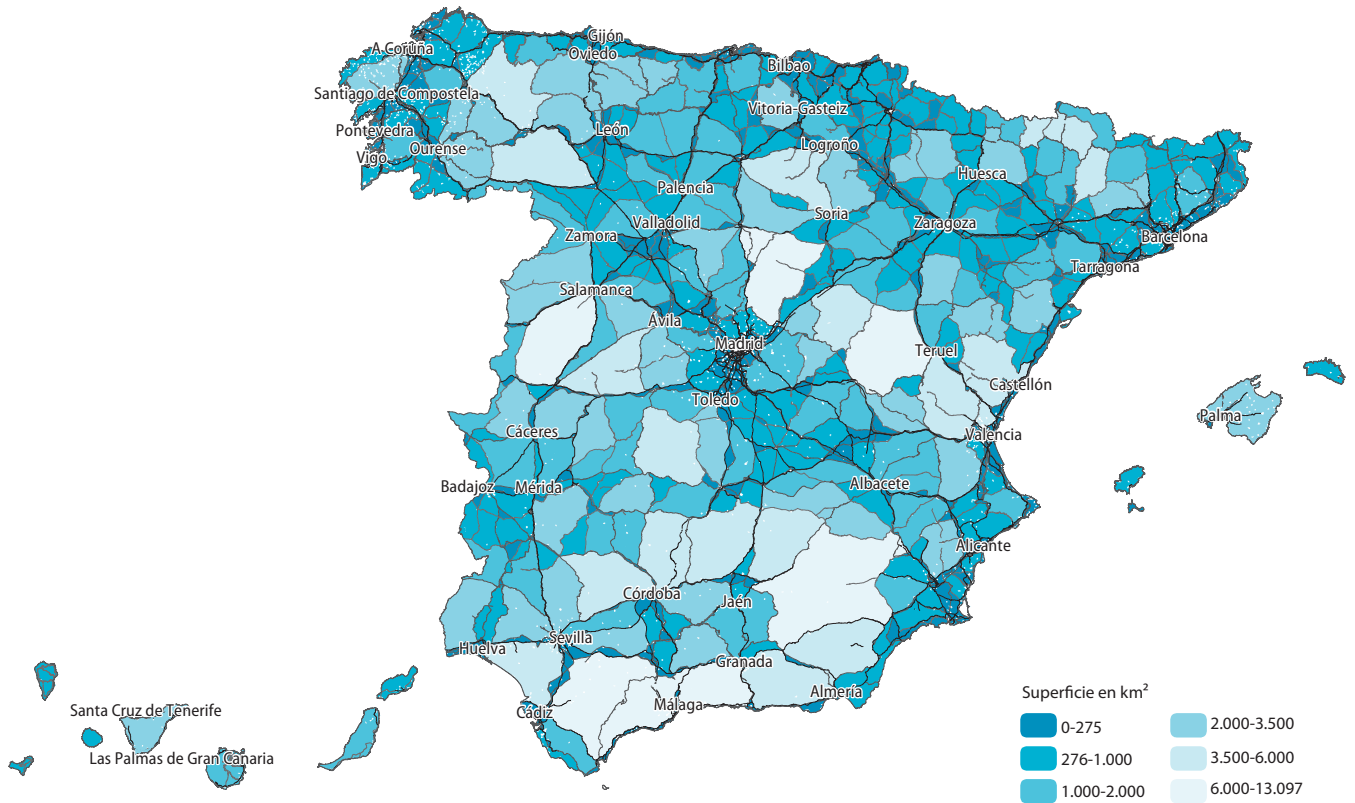 Gijón
A Coruña
Oviedo
Bilbao
Santiago de Compostela
Vitoria-Gasteiz
Pontevedra
León
Ourense
Logroño
Vigo
Huesca
Palencia
Soria
Valladolid
Zaragoza
Zamora
Barcelona
Tarragona
Salamanca
Ávila
Madrid
Teruel
Castellón
Toledo
Palma
Cáceres
Valencia
Badajoz
Mérida
Albacete
Alicante
Córdoba
Jaén
Sevilla
Huelva
Granada
Almería
Málaga
Cádiz
Santa Cruz de Tenerife
Las Palmas de Gran Canaria
Superficie en km²
0-275
276-1.000
1.000-2.000
2.000-3.500
3.500-6.000
6.000-13.097